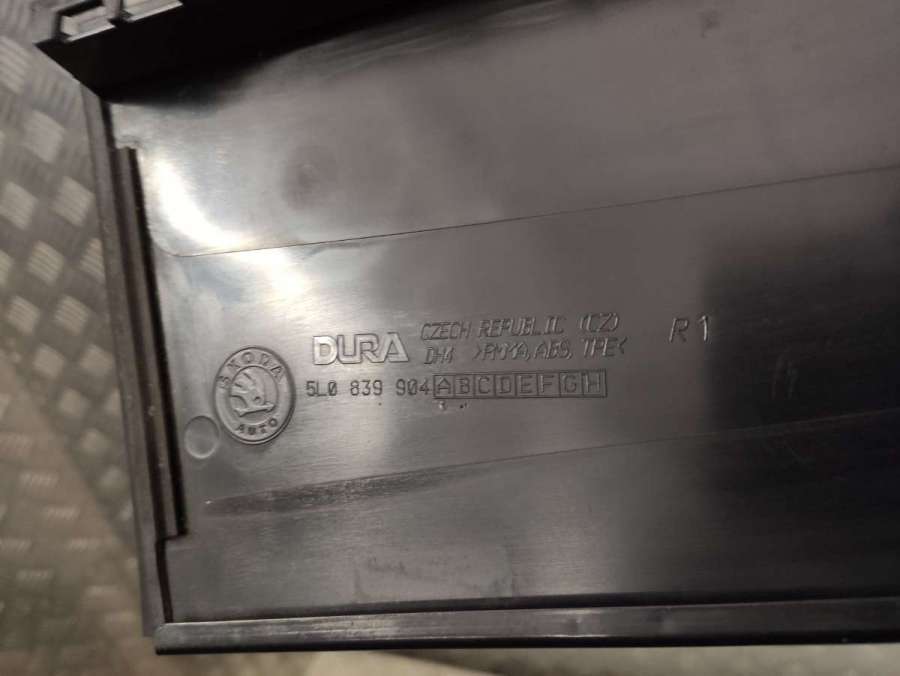 DURA
CZECH REPUBLIC (CZ)
DH4 >PMMA, ABS, TPE<
R1
5L0 839 904 A B C D E F G H
ŠKODA
AUTO